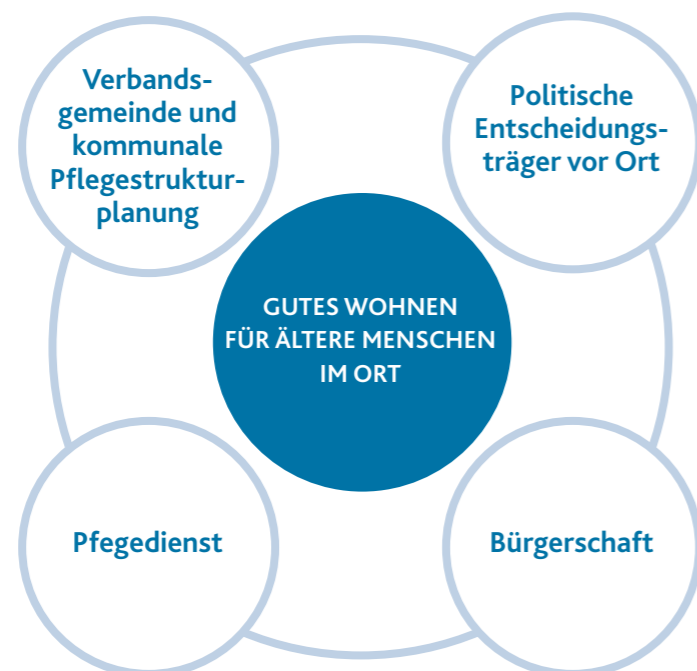 Verbands-
gemeinde und
kommunale
Pflegestruktur-
planung
Politische
Entscheidungs-
träger vor Ort
GUTES WOHNEN
FÜR ÄLTERE MENSCHEN
IM ORT
Pfegedienst
Bürgerschaft